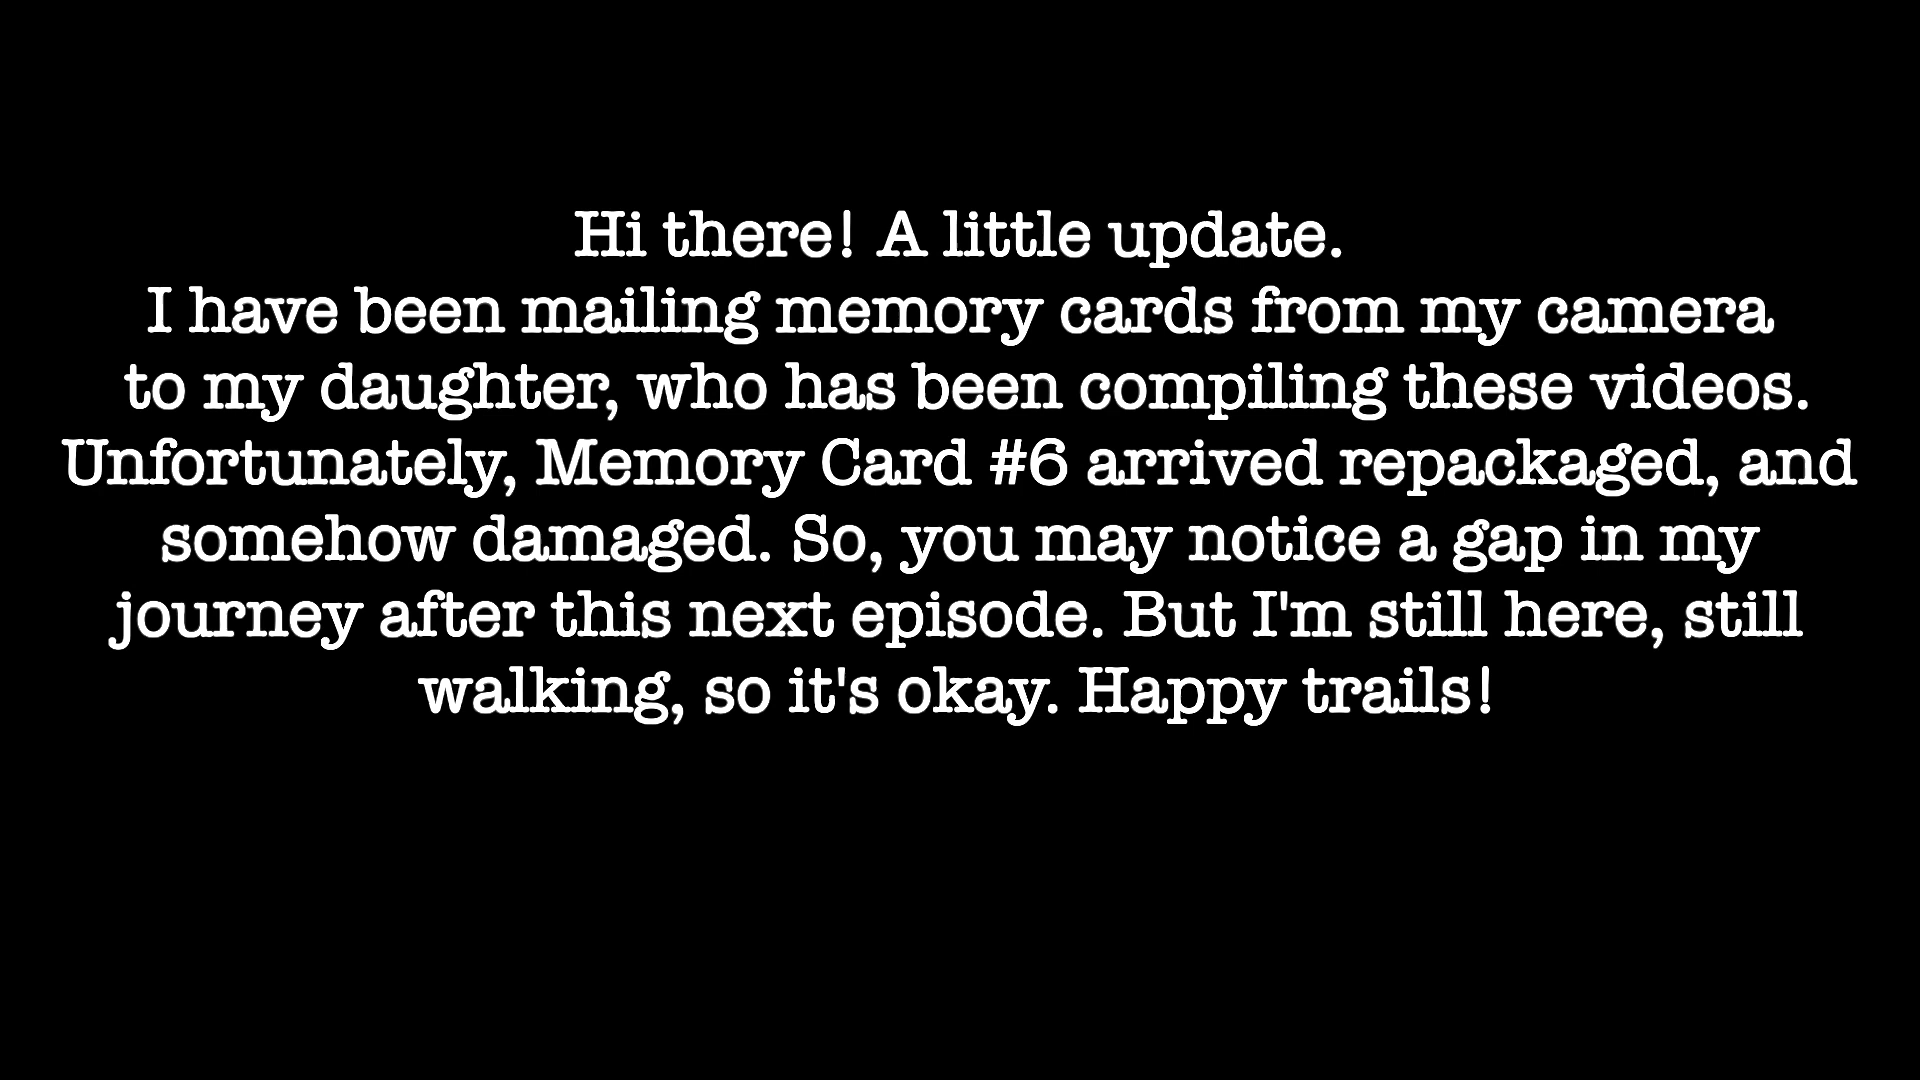 Hi there! A little update.
I have been mailing memory cards from my camera
to my daughter, who has been compiling these videos.
Unfortunately, Memory Card #6 arrived repackaged, and
somehow damaged. So, you may notice a gap in my
journey after this next episode. But I'm still here, still
walking, so it's okay. Happy trails!